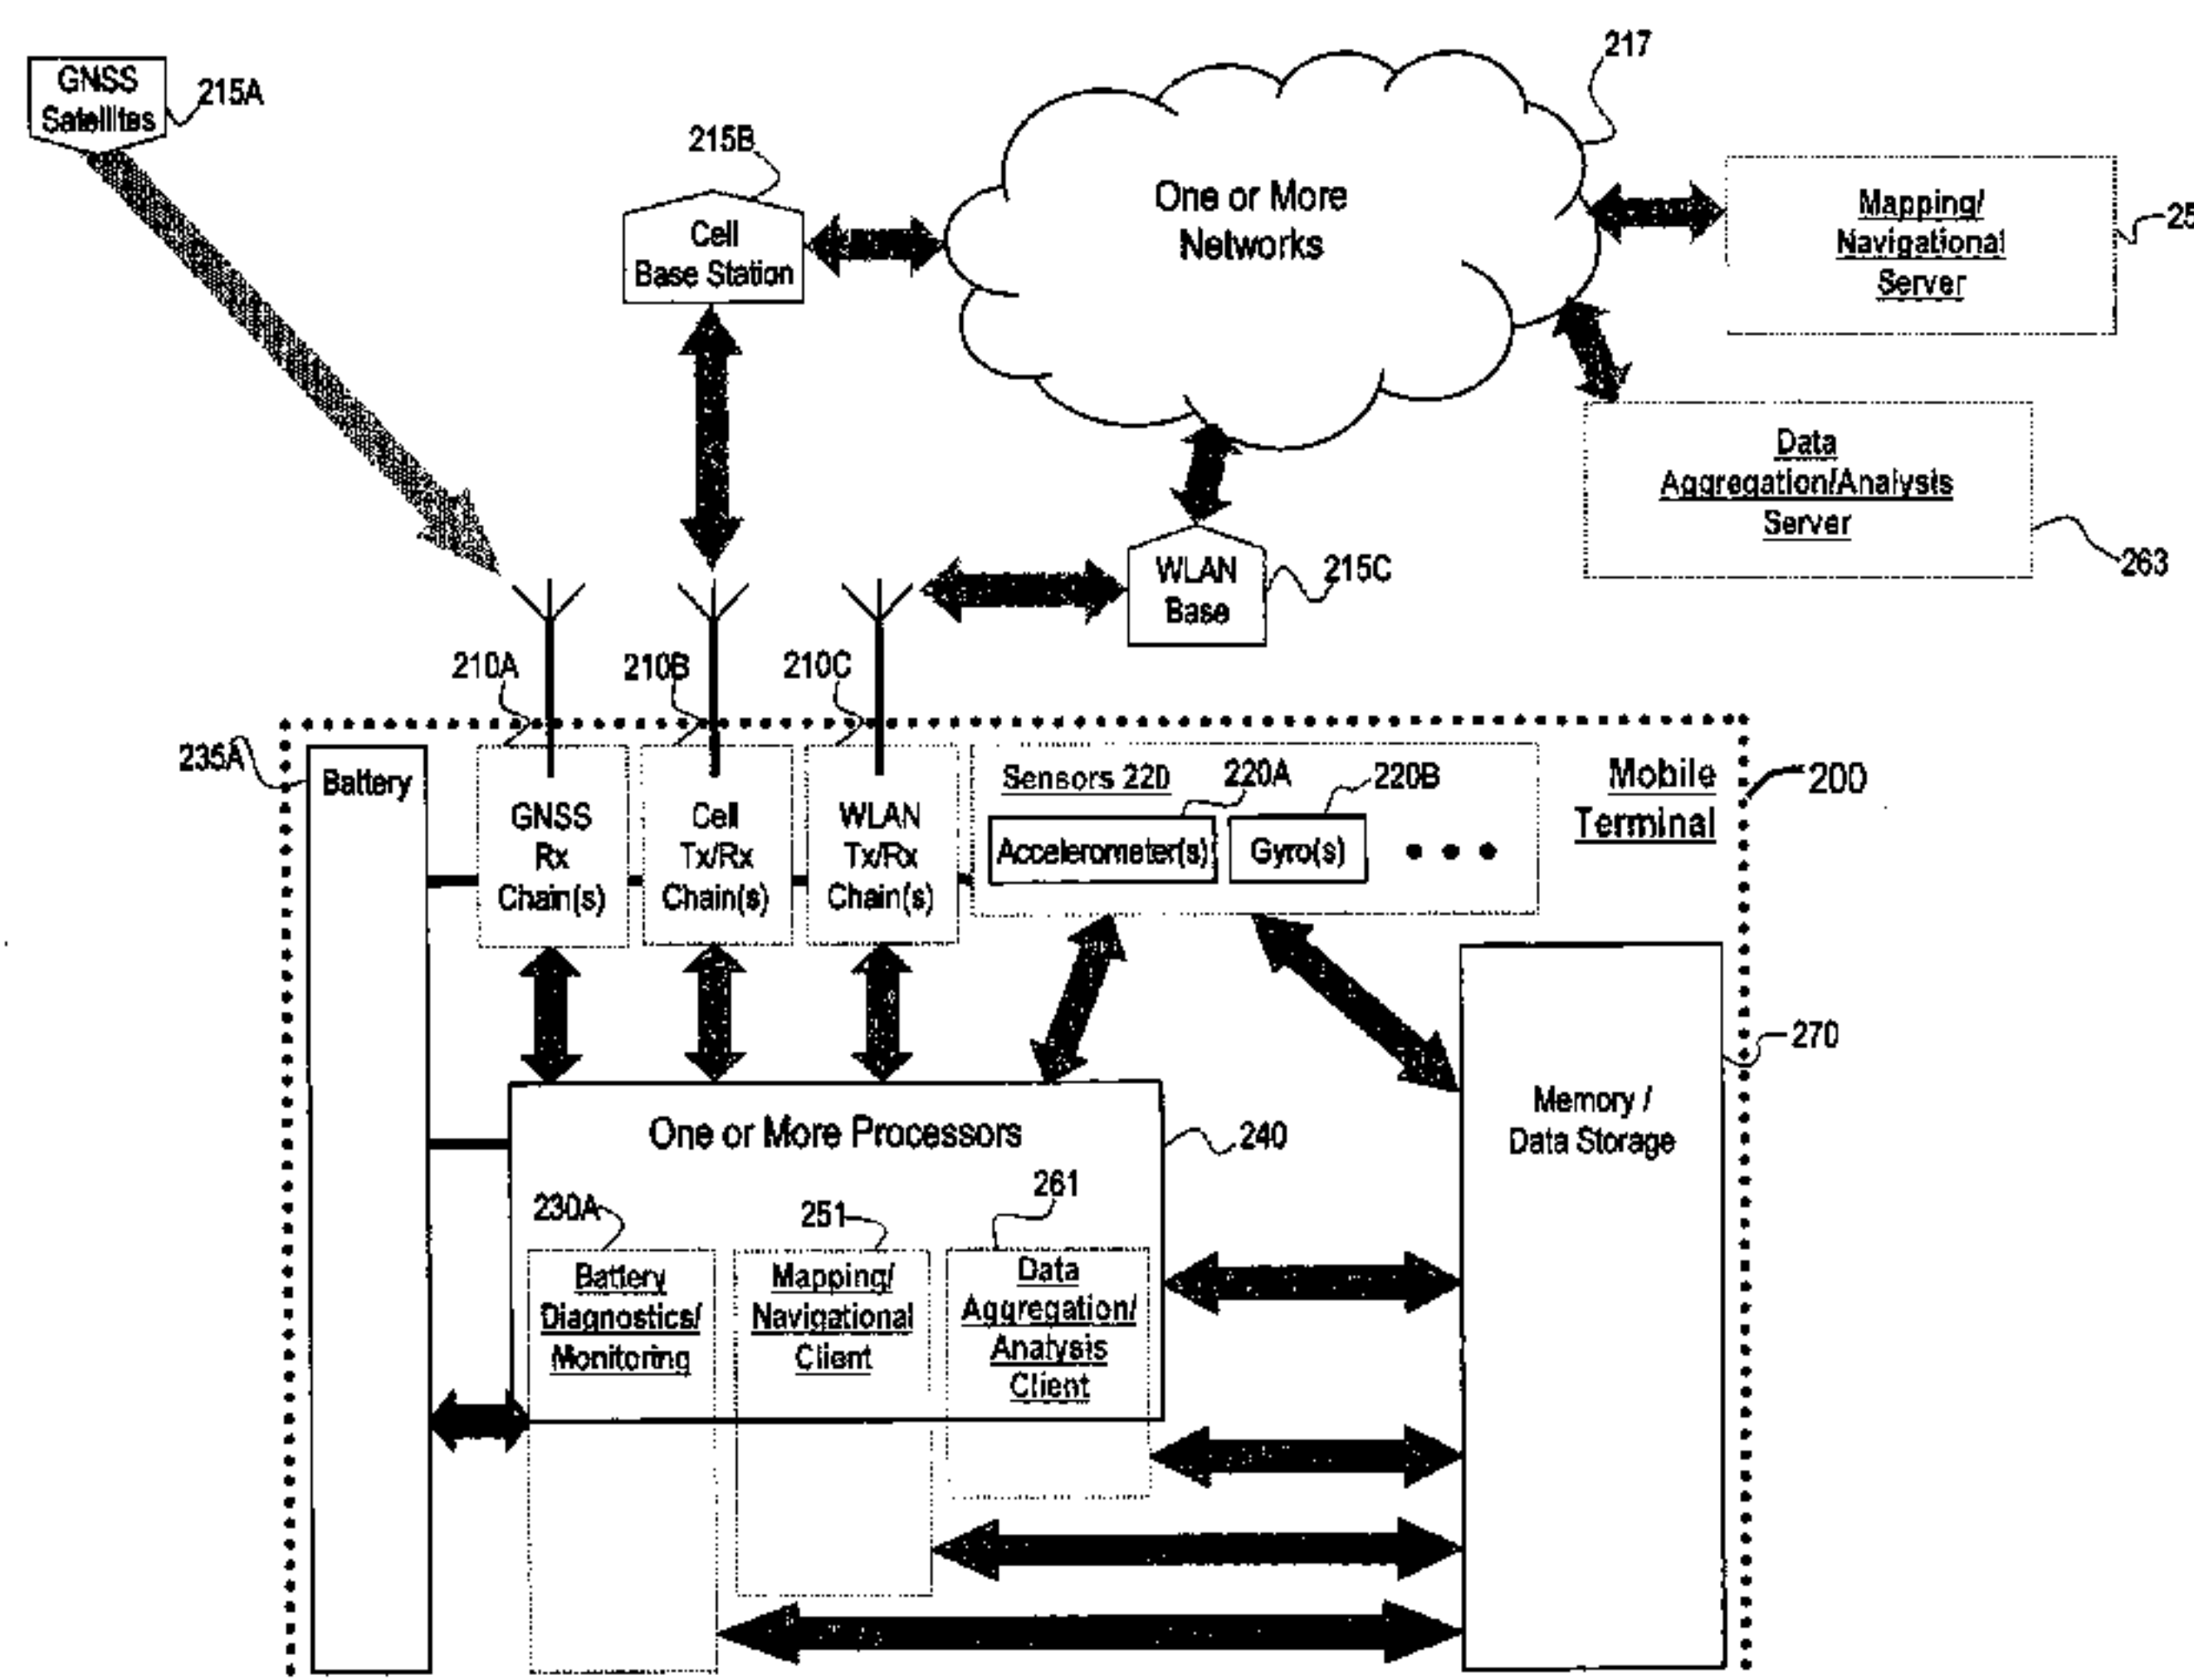 217
GNSS
Satellites
215A
215B
Cell
Base Station
One or More
Networks
Mapping/
Navigational
Server
Data
Aggregation/Analysis
Server
263
WLAN
Base
215C
210A
210B
210C
235A
Battery
GNSS
Rx
Chain(s)
Cell
Tx/Rx
Chain(s)
WLAN
Tx/Rx
Chain(s)
Sensors 220
220A
220B
Accelerometer(s)
Gyro(s)
• • •
Mobile
Terminal
200
270
Memory /
Data Storage
One or More Processors
240
230A
251
261
Battery
Diagnostics/
Monitoring
Mapping/
Navigational
Client
Data
Aggregation/
Analysis
Client